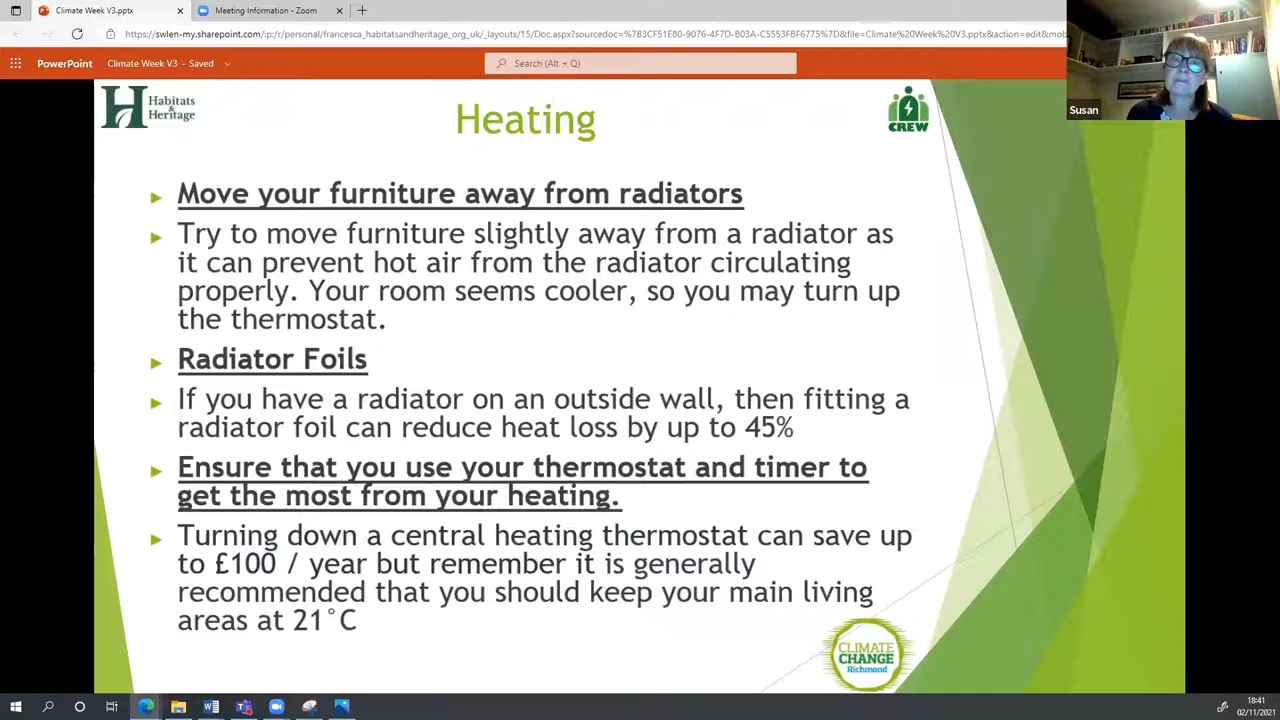 Climate Week V3.pptx
Meeting Information - Zoom
https://swlen-my.sharepoint.com/:p:/r/personal/francesca_habitatsandheritage_org_uk/_layouts/15/Doc.aspx?sourcedoc=%7B3CF51E80-9076-4F7D-B03A-C5553FBF6775%7D&file=Climate%20Week%20V3.pptx&action=edit&mob
PowerPoint
Climate Week V3 - Saved
Search (Alt + Q)
Susan
Habitats
&
Heritage
CREW
Heating
Move your furniture away from radiators
Try to move furniture slightly away from a radiator as
it can prevent hot air from the radiator circulating
properly. Your room seems cooler, so you may turn up
the thermostat.
Radiator Foils
If you have a radiator on an outside wall, then fitting a
radiator foil can reduce heat loss by up to 45%
Ensure that you use your thermostat and timer to
get the most from your heating.
Turning down a central heating thermostat can save up
to £100 / year but remember it is generally
recommended that you should keep your main living
areas at 21°C
CLIMATE
CHANGE
Richmond
18:41
02/11/2021